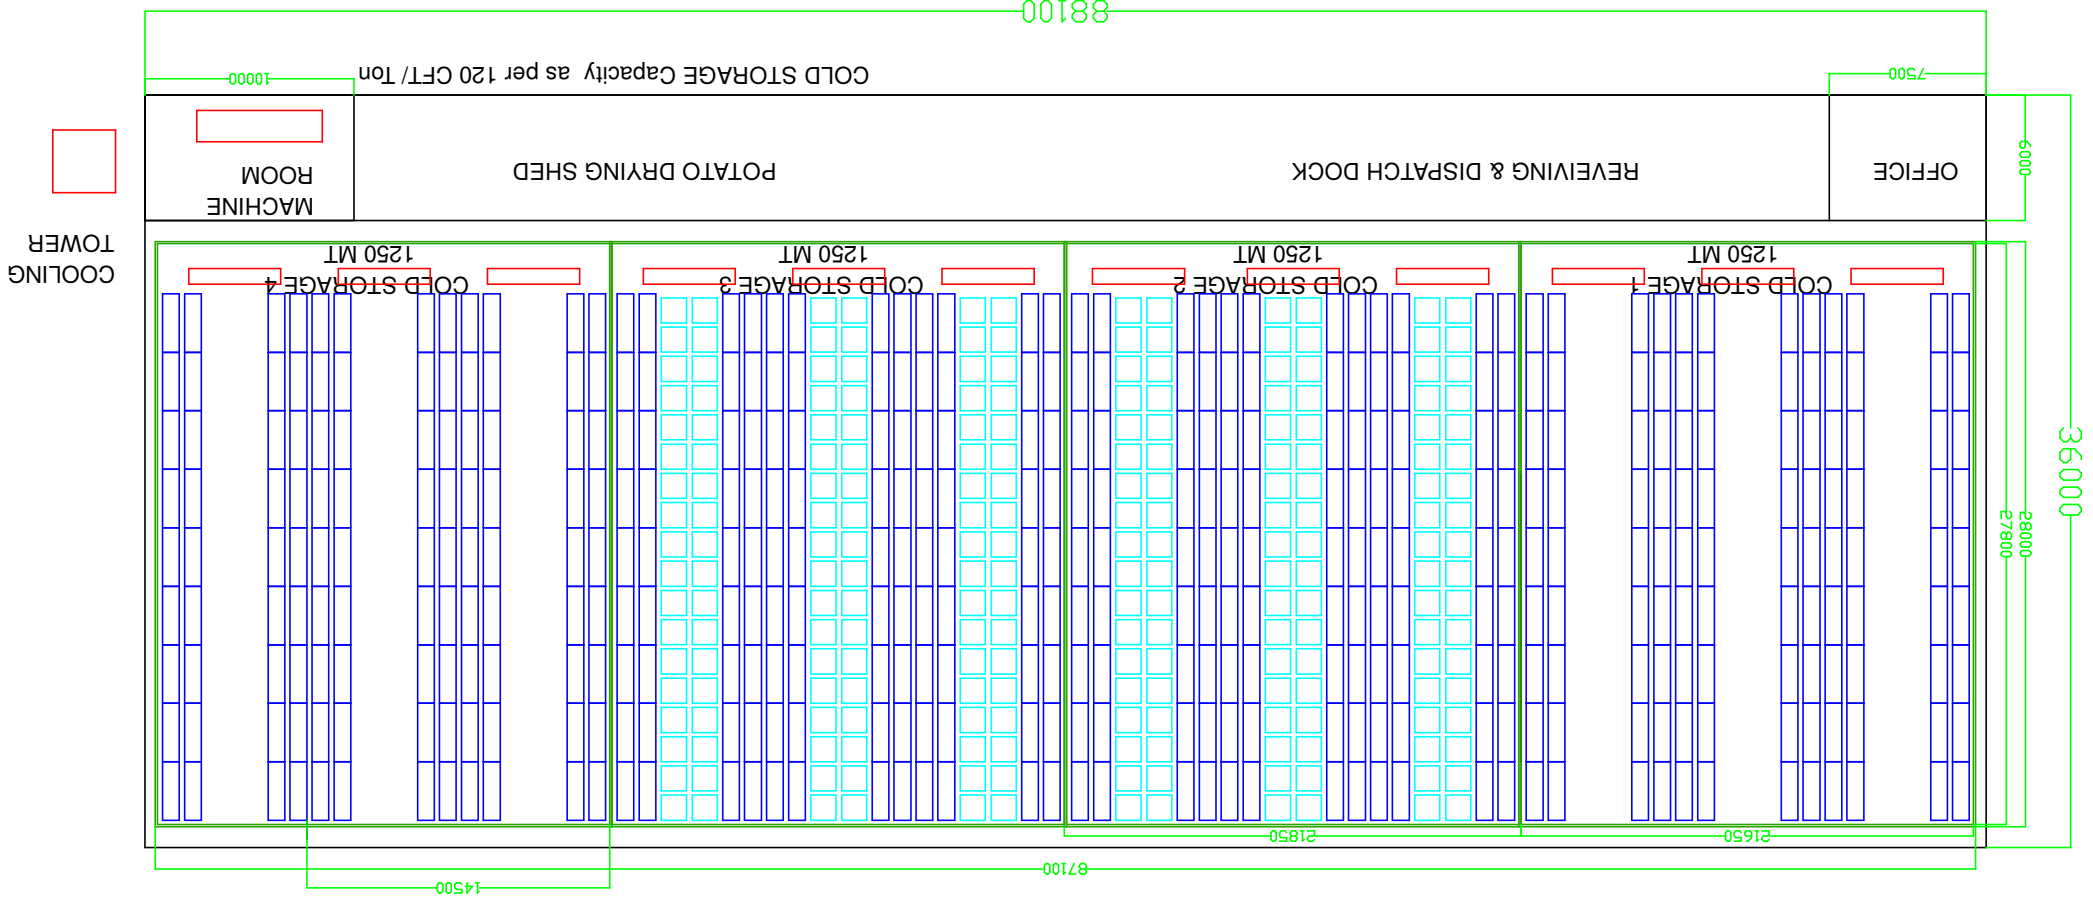 88100
COLD STORAGE Capacity as per 120 CFT/ Ton
10000
7500
MACHINE
ROOM
POTATO DRYING SHED
REVEIVING & DISPATCH DOCK
OFFICE
6000
COOLING
TOWER
COLD STORAGE 4
1250 MT
COLD STORAGE 3
1250 MT
COLD STORAGE 2
1250 MT
COLD STORAGE 1
1250 MT
36000
28000
27800
21850
21650
87100
14500